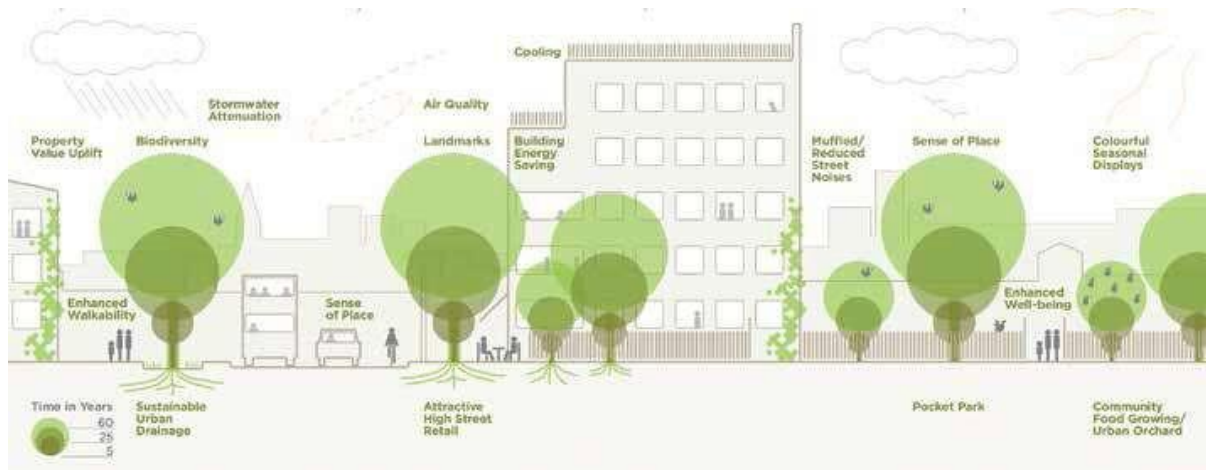 Cooling
Stormwater
Attenuation
Air Quality
Property
Value Uplift
Biodiversity
Landmarks
Building
Energy
Saving
Muffled/
Reduced
Street
Noises
Sense of Place
Colourful
Seasonal
Displays
Enhanced
Walkability
Sense
of Place
Enhanced
Well-being
Time in Years
60
25
5
Sustainable
Urban
Drainage
Attractive
High Street
Retail
Pocket Park
Community
Food Growing/
Urban Orchard